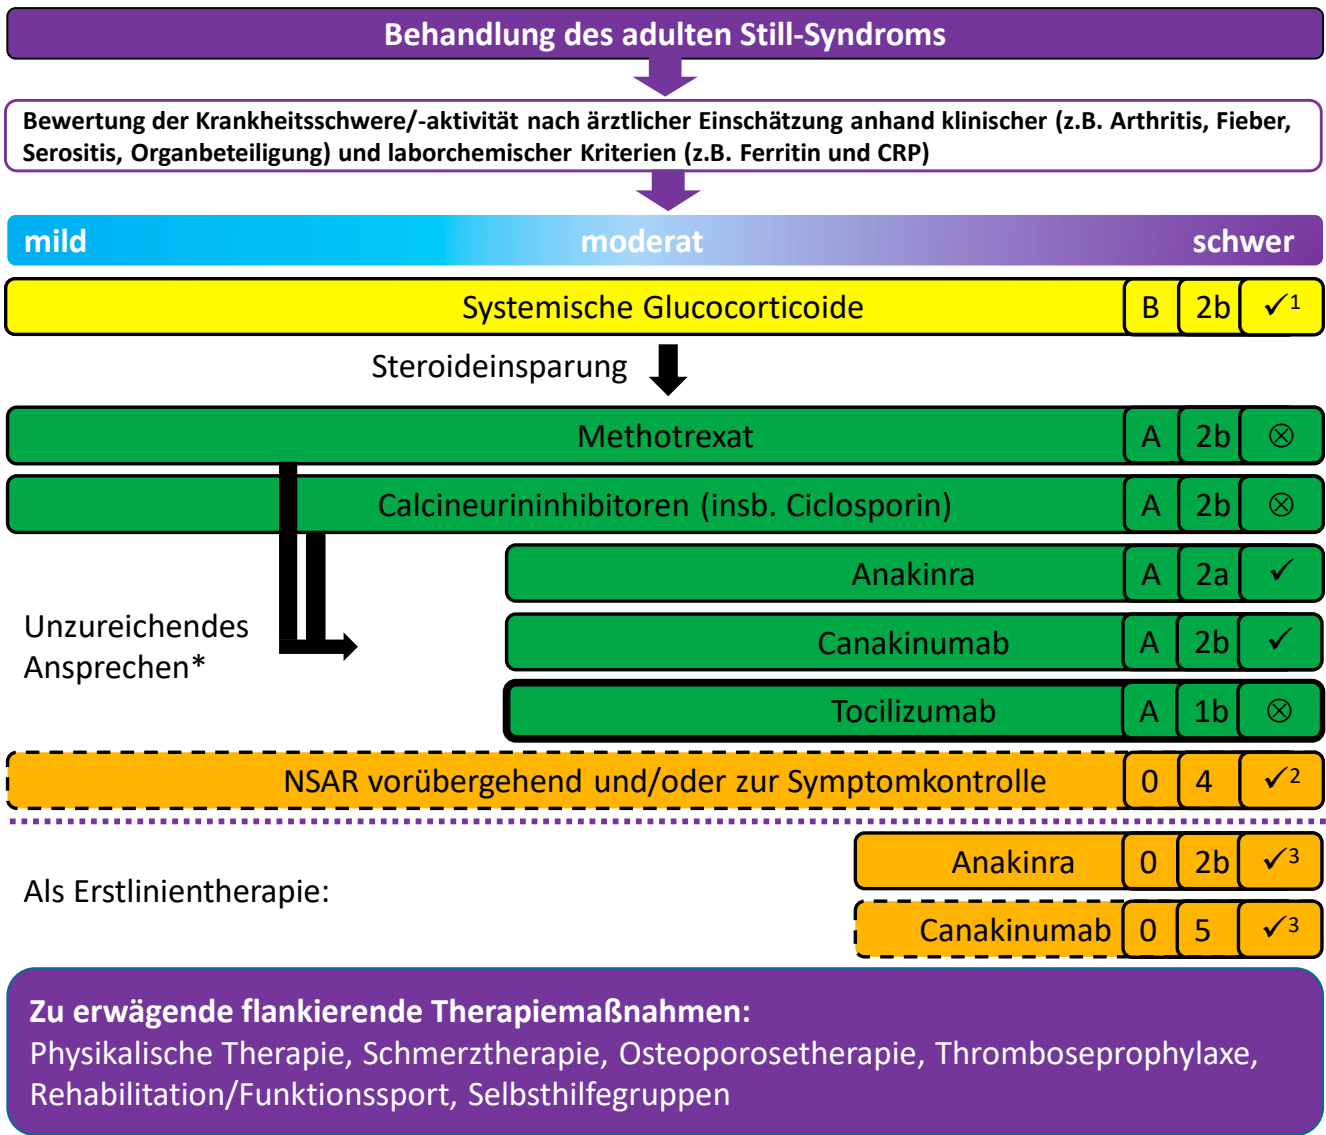 Behandlung des adulten Still-Syndroms
Bewertung der Krankheitsschwere/-aktivität nach ärztlicher Einschätzung anhand klinischer (z.B. Arthritis, Fieber,
Serositis, Organbeteiligung) und laborchemischer Kriterien (z.B. Ferritin und CRP)
mild moderat schwer
Systemische Glucocorticoide B 2b ✓1
Steroideinsparung
Methotrexat A 2b ⊗
Calcineurininhibitoren (insb. Ciclosporin) A 2b ⊗
Anakinra A 2a ✓
Unzureichendes
Ansprechen*
Canakinumab A 2b ✓
Tocilizumab A 1b ⊗
NSAR vorübergehend und/oder zur Symptomkontrolle 0 4 ✓2
Als Erstlinientherapie:
Anakinra 0 2b ✓3
Canakinumab 0 5 ✓3
Zu erwägende flankierende Therapiemaßnahmen:
Physikalische Therapie, Schmerztherapie, Osteoporosetherapie, Thromboseprophylaxe,
Rehabilitation/Funktionssport, Selbsthilfegruppen